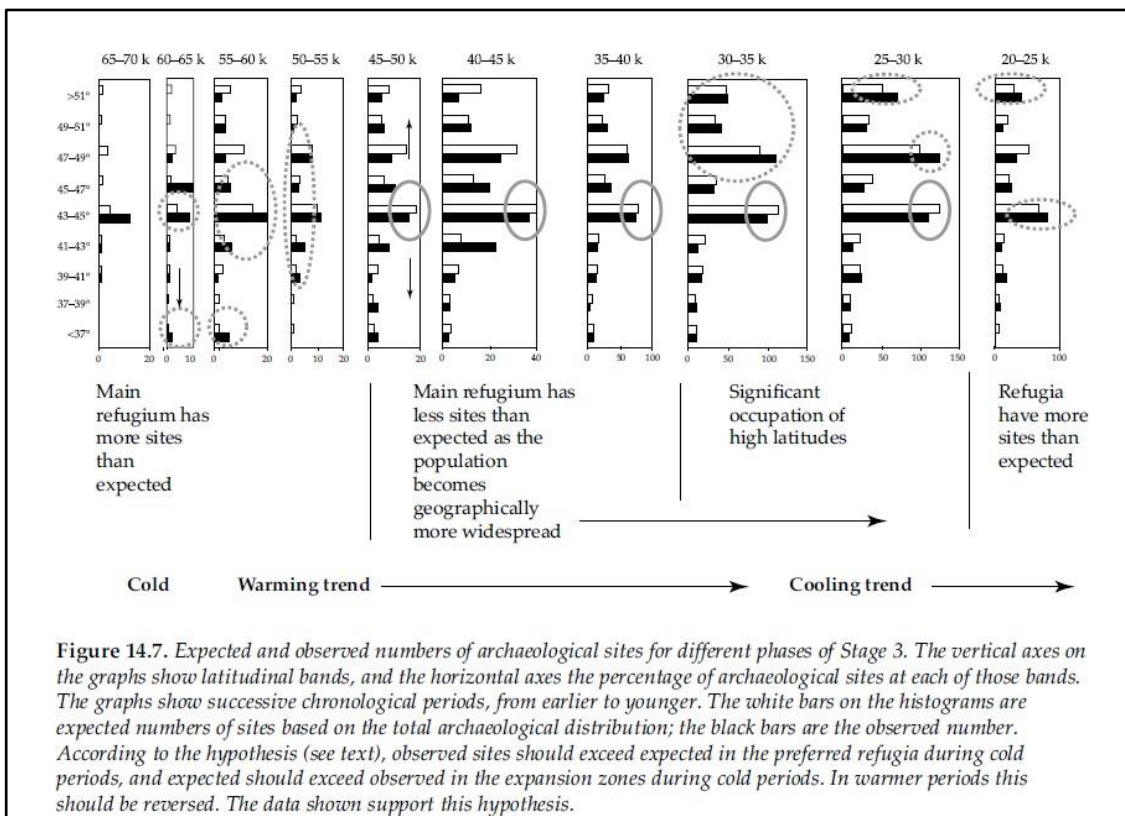 65–70 k 60–65 k 55–60 k 50–55 k 45–50 k 40–45 k 35–40 k 30–35 k 25–30 k 20–25 k
>51°
49–51°
47–49°
45–47°
43–45°
41–43°
39–41°
37–39°
<37°
0 20 0 5 10 0 20 0 20 0 20 0 20 40 0 50 100 0 50 100 150 0 50 100 150 0 100
Main
refugium has
more sites
than
expected
Main refugium has
less sites than
expected as the
population
becomes
geographically
more widespread
Significant
occupation of
high latitudes
Refugia
have more
sites than
expected
Cold Warming trend Cooling trend
Figure 14.7. Expected and observed numbers of archaeological sites for different phases of Stage 3. The vertical axes on
the graphs show latitudinal bands, and the horizontal axes the percentage of archaeological sites at each of those bands.
The graphs show successive chronological periods, from earlier to younger. The white bars on the histograms are
expected numbers of sites based on the total archaeological distribution; the black bars are the observed number.
According to the hypothesis (see text), observed sites should exceed expected in the preferred refugia during cold
periods, and expected should exceed observed in the expansion zones during cold periods. In warmer periods this
should be reversed. The data shown support this hypothesis.